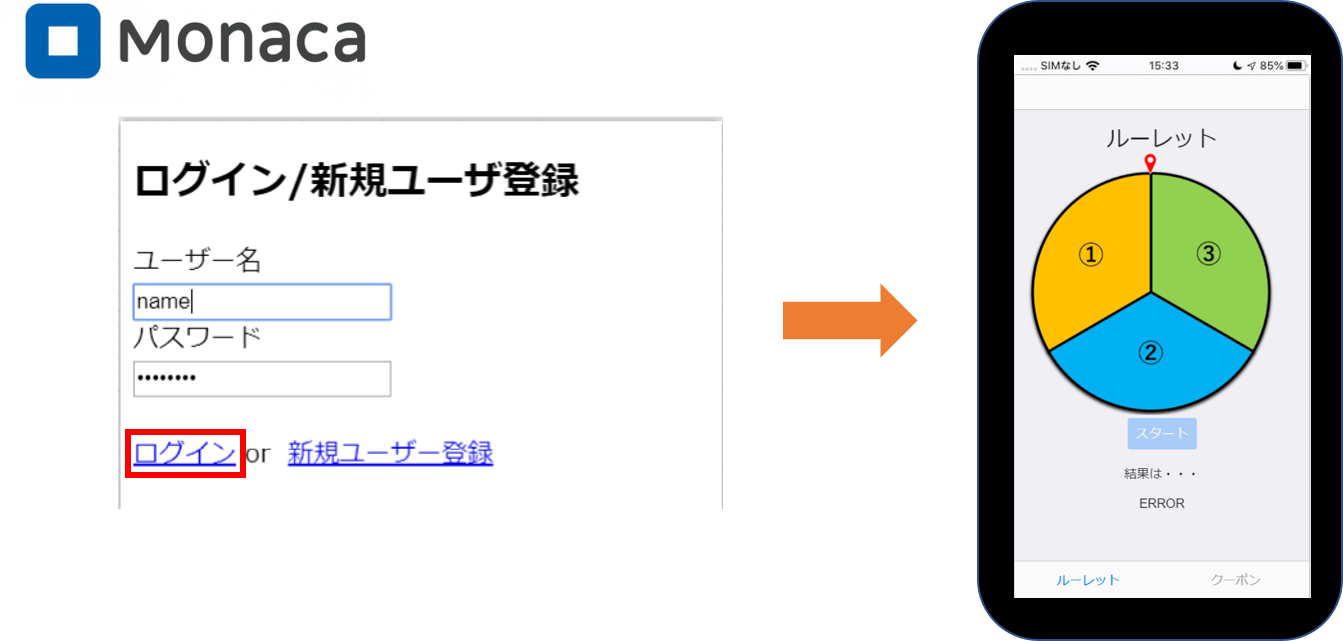 Monaca
ログイン/新規ユーザ登録
ユーザー名
name
パスワード
••••••••
ログイン or 新規ユーザー登録
SIMなし 15:33 85%
ルーレット
① ③
②
スタート
結果は・・・
ERROR
ルーレット クーポン